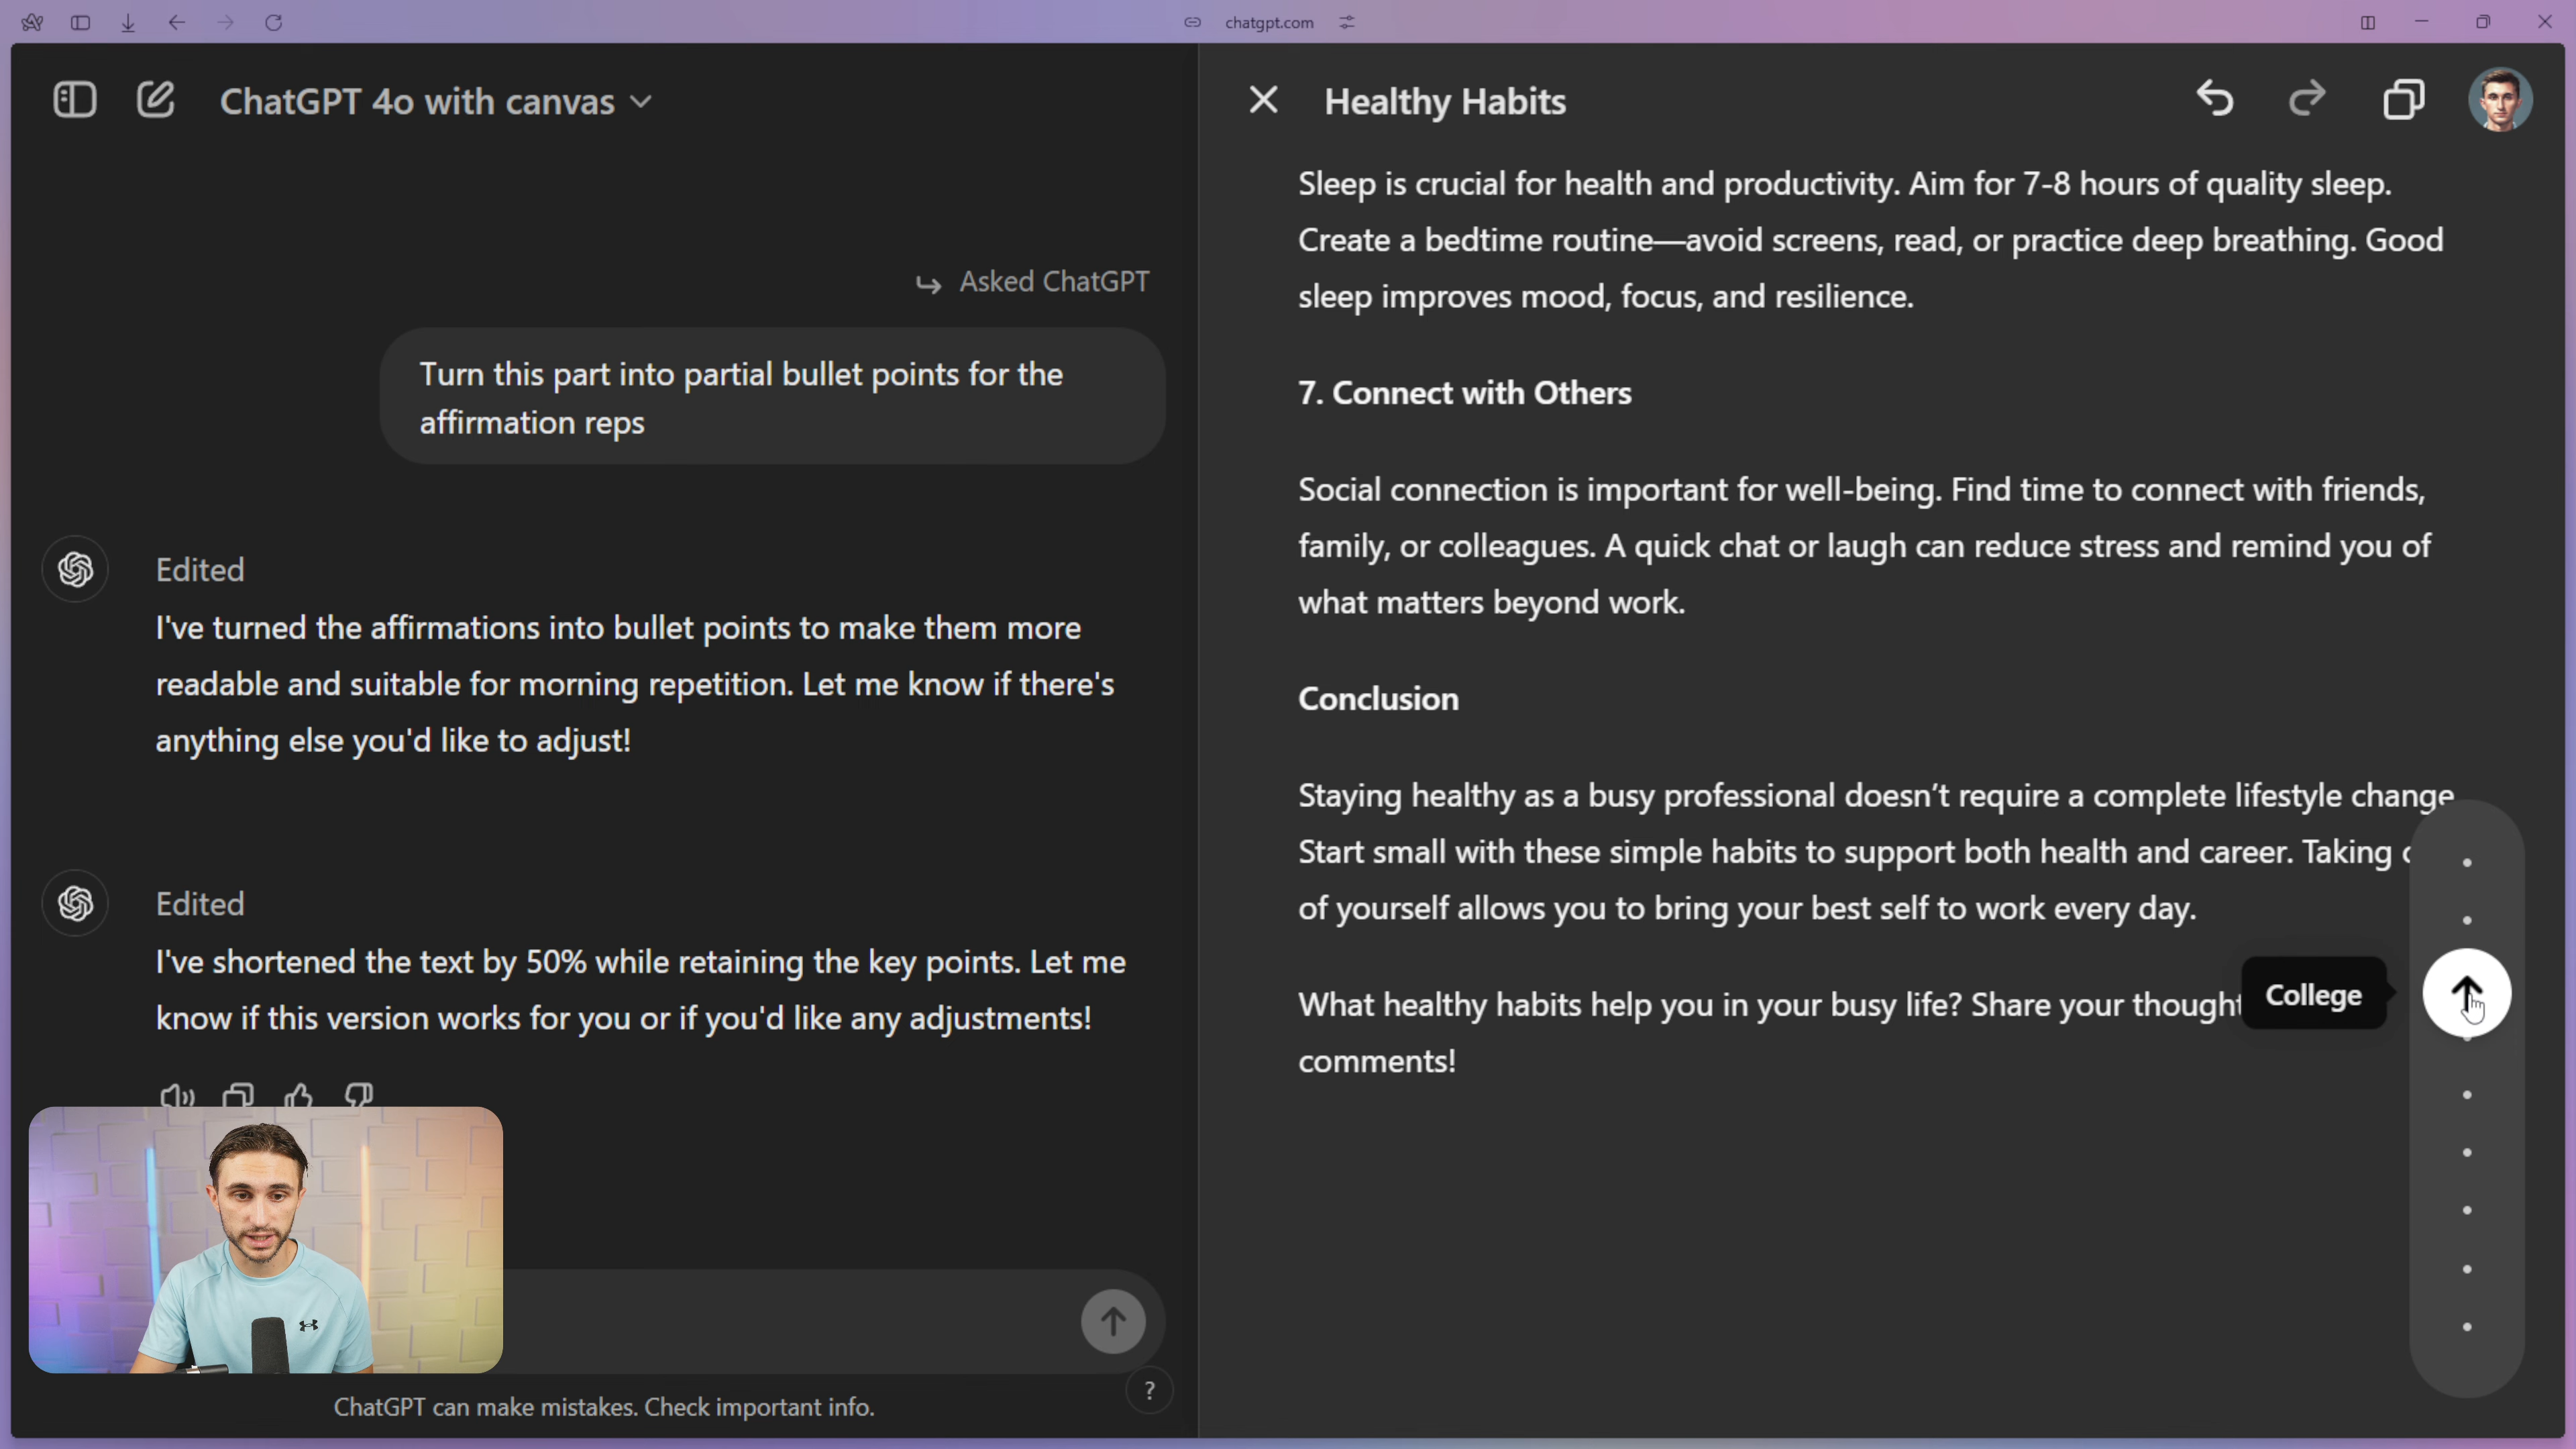 chatgpt.com
ChatGPT 4o with canvas
Healthy Habits
Asked ChatGPT
Turn this part into partial bullet points for the
affirmation reps
Edited
I've turned the affirmations into bullet points to make them more
readable and suitable for morning repetition. Let me know if there's
anything else you'd like to adjust!
Edited
I've shortened the text by 50% while retaining the key points. Let me
know if this version works for you or if you'd like any adjustments!
?
ChatGPT can make mistakes. Check important info.
Sleep is crucial for health and productivity. Aim for 7-8 hours of quality sleep.
Create a bedtime routine—avoid screens, read, or practice deep breathing. Good
sleep improves mood, focus, and resilience.
7. Connect with Others
Social connection is important for well-being. Find time to connect with friends,
family, or colleagues. A quick chat or laugh can reduce stress and remind you of
what matters beyond work.
Conclusion
Staying healthy as a busy professional doesn’t require a complete lifestyle change
Start small with these simple habits to support both health and career. Taking
of yourself allows you to bring your best self to work every day.
What healthy habits help you in your busy life? Share your thought
comments!
College